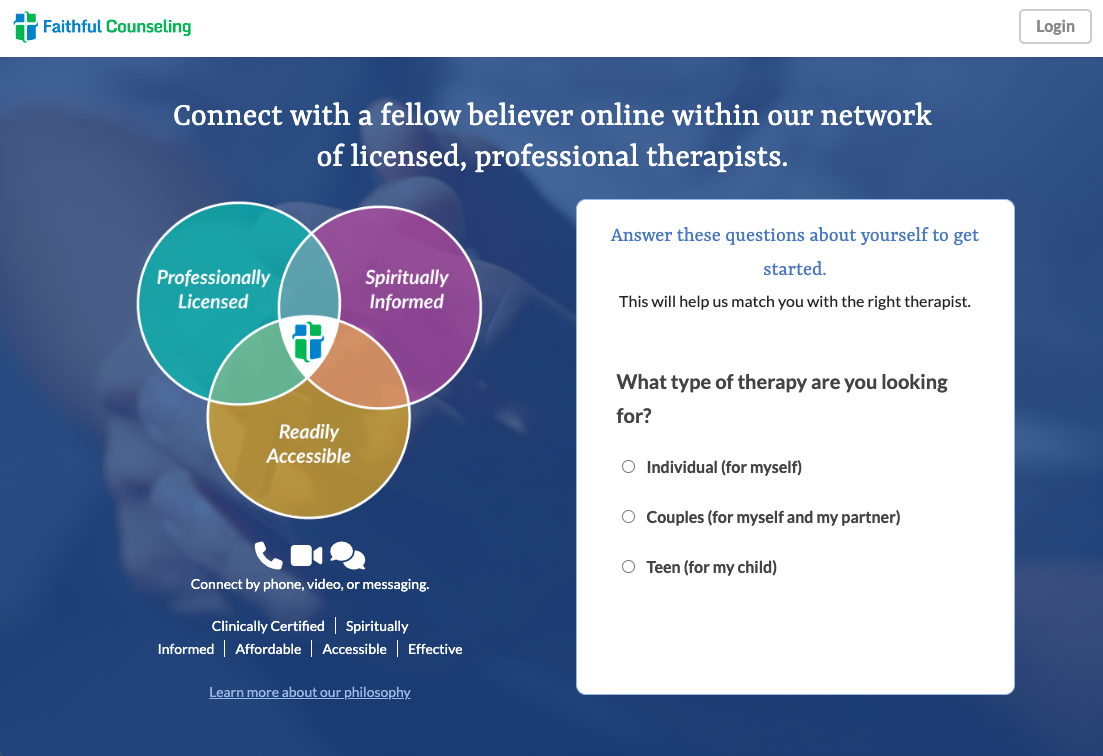 Faithful Counseling
Login
Connect with a fellow believer online within our network
of licensed, professional therapists.
Professionally
Licensed
Spiritually
Informed
Readily
Accessible
Connect by phone, video, or messaging.
Clinically Certified | Spiritually
Informed | Affordable | Accessible | Effective
Learn more about our philosophy
Answer these questions about yourself to get
started.
This will help us match you with the right therapist.
What type of therapy are you looking
for?
Individual (for myself)
Couples (for myself and my partner)
Teen (for my child)